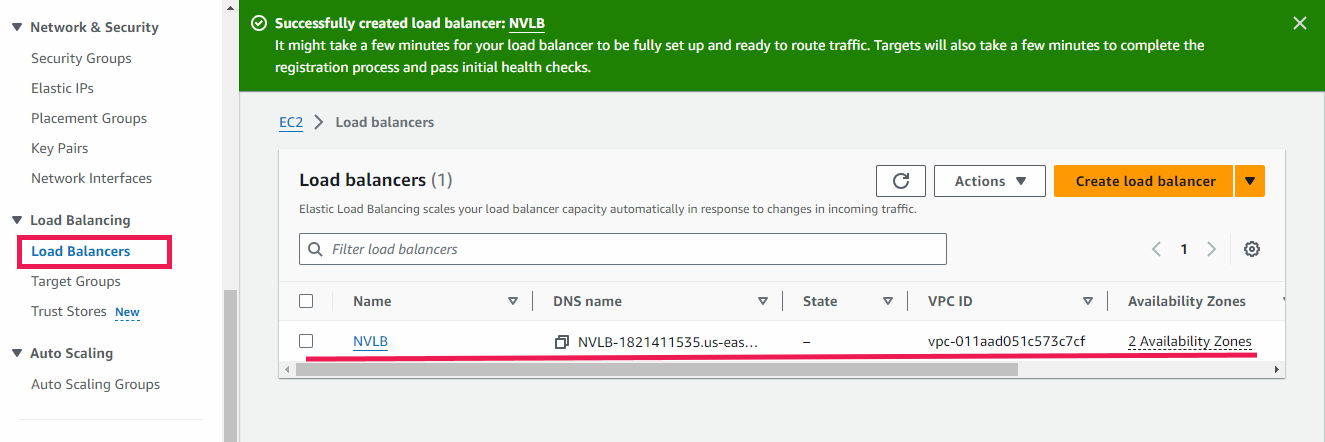 Network & Security
Security Groups
Elastic IPs
Placement Groups
Key Pairs
Network Interfaces
Load Balancing
Load Balancers
Target Groups
Trust Stores New
Auto Scaling
Auto Scaling Groups
Successfully created load balancer: NVLB
It might take a few minutes for your load balancer to be fully set up and ready to route traffic. Targets will also take a few minutes to complete the
registration process and pass initial health checks.
EC2 Load balancers
Load balancers (1) Actions Create load balancer
Elastic Load Balancing scales your load balancer capacity automatically in response to changes in incoming traffic.
Filter load balancers 1
Name DNS name State VPC ID Availability Zones
NVLB NVLB-1821411535.us-eas... – vpc-011aad051c573c7cf 2 Availability Zones